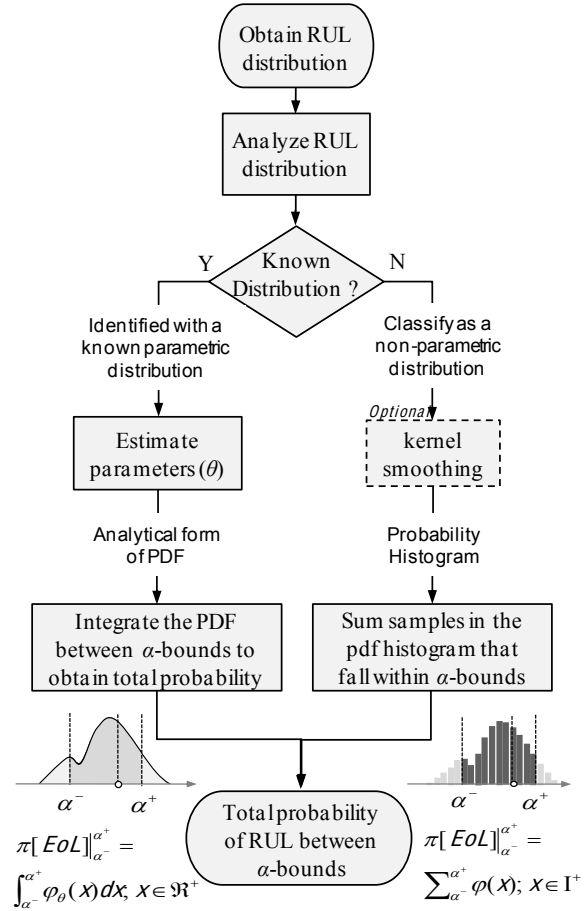 Obtain RUL
distribution
Analyze RUL
distribution
Y
Known
Distribution ?
N
Identified with a
known parametric
distribution
Classify as a
non-parametric
distribution
Optional
Estimate
parameters (θ)
kernel
smoothing
Analytical form
of PDF
Probability
Histogram
Integrate the PDF
between α-bounds to
obtain total probability
Sum samples in the
pdf histogram that
fall within α-bounds
α⁻ α⁺
α⁻ α⁺
Total probability
of RUL between
α-bounds
π[EoL]|_{α⁻}^{α⁺} =
∫_{α⁻}^{α⁺} φ_θ(x)dx; x∈ℜ⁺
π[EoL]|_{α⁻}^{α⁺} =
∑_{α⁻}^{α⁺} φ(x); x∈I⁺